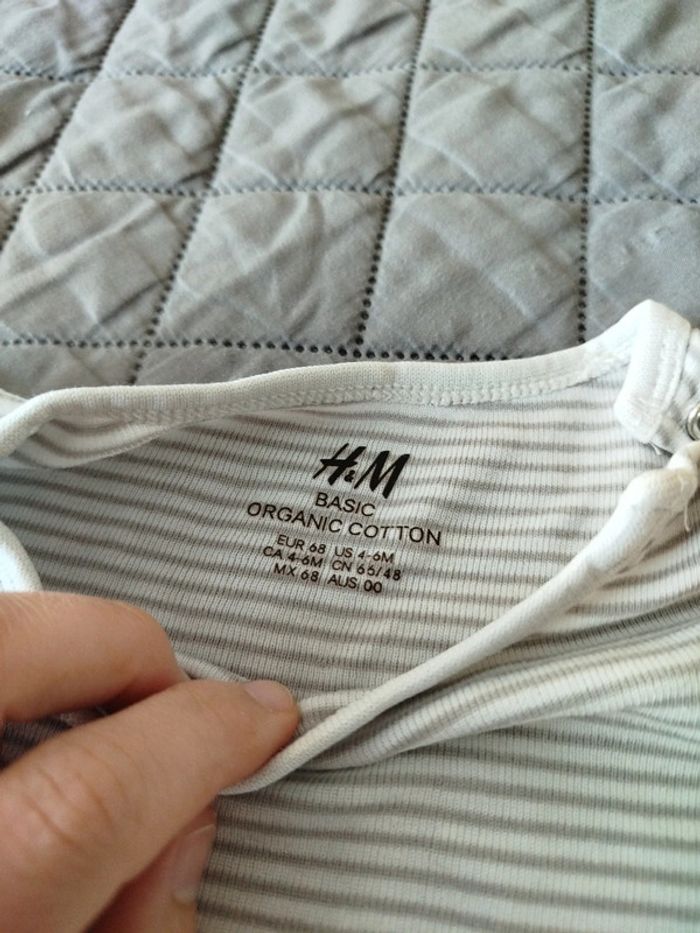 H&M
BASIC
ORGANIC COTTON
EUR 68 US 4-6M
CA 4-6M CN 66/48
MX 68 AUS 00